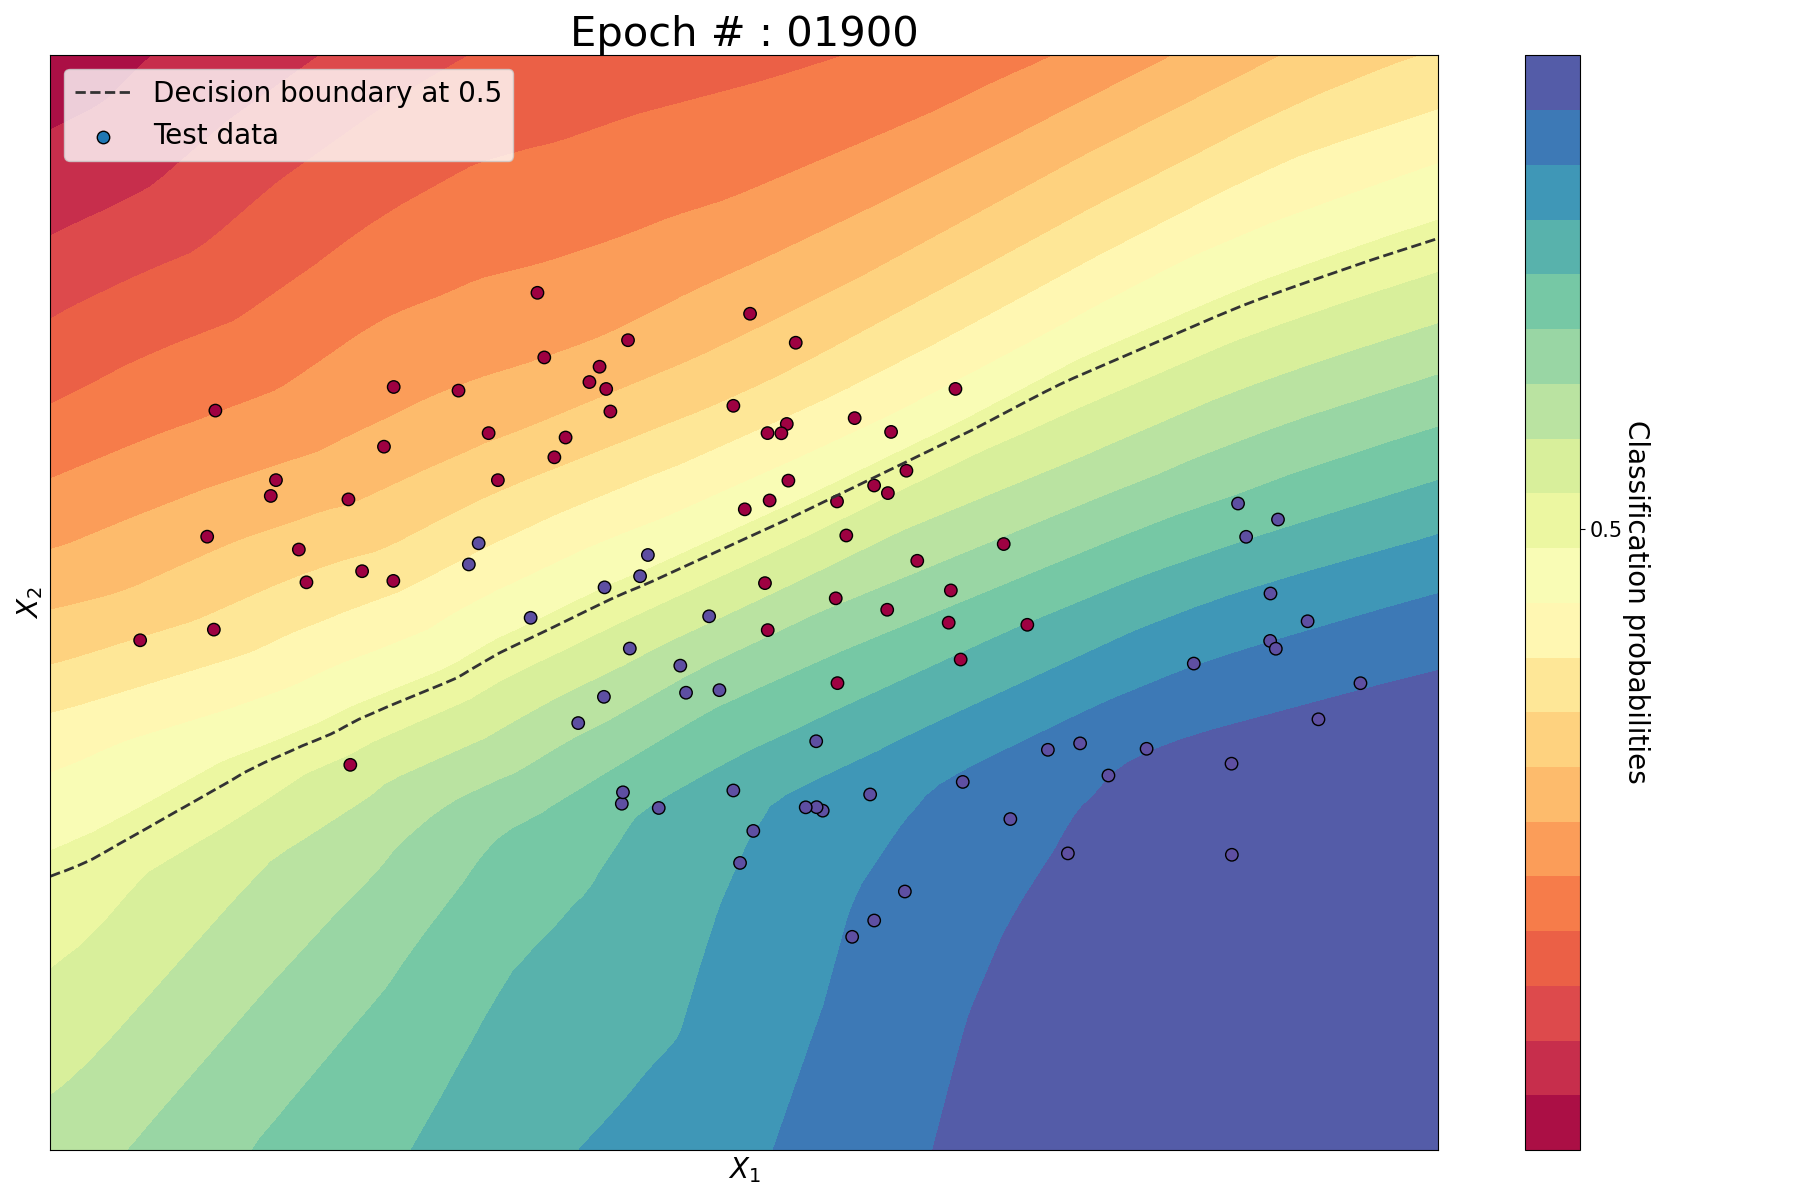 Epoch # : 01900
Decision boundary at 0.5
Test data
X₂
X₁
0.5
Classification probabilities